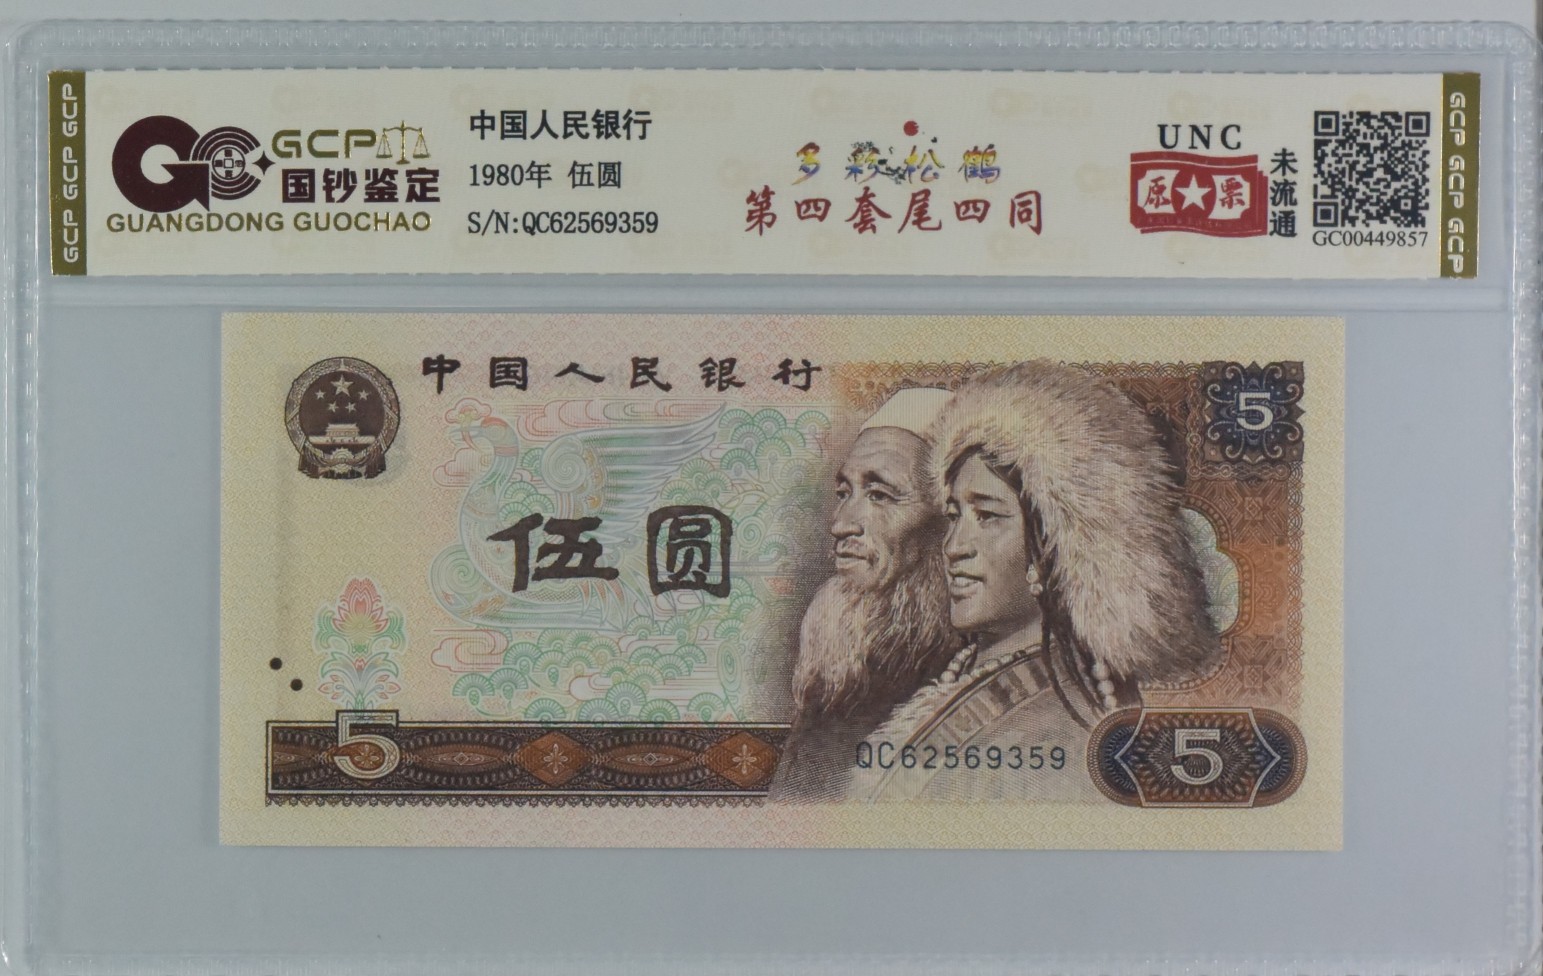 GCP GCP GCP
GCP
国钞鉴定
GUANGDONG GUOCHAO
中国人民银行
1980年 伍圆
S/N:QC62569359
多彩松鹤
第四套尾四同
UNC
原票
未流通
GC00449857
GCP GCP GCP
中国人民银行
5
伍圆
5
QC62569359
5